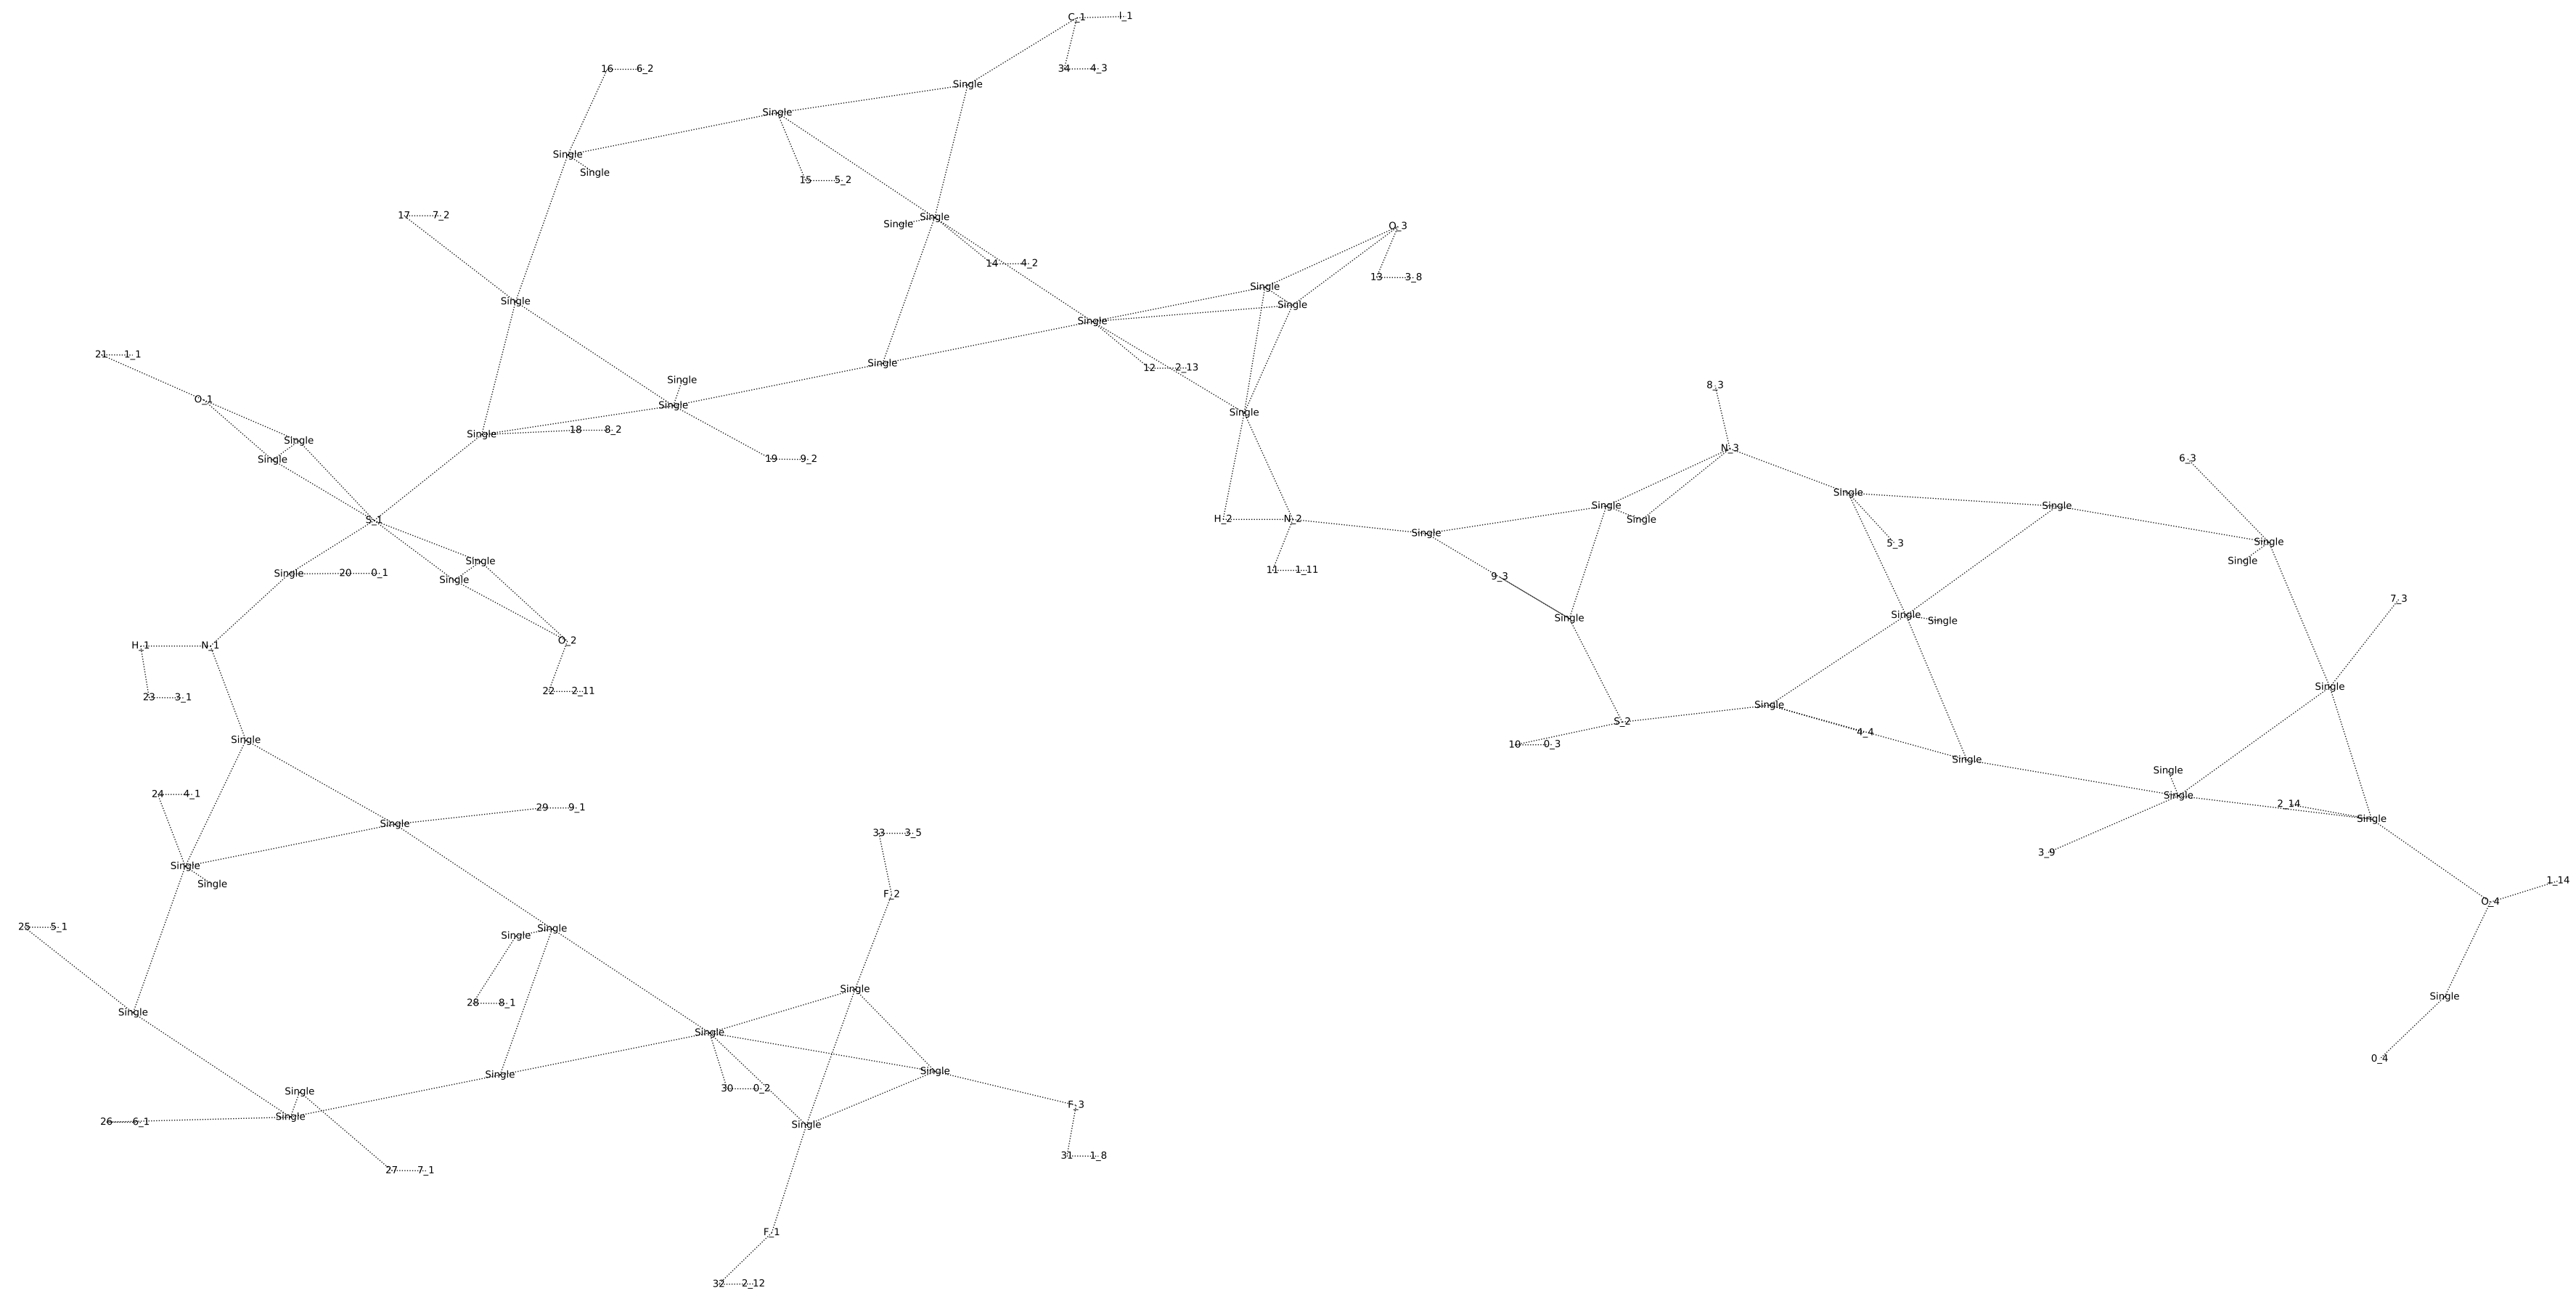 C_1 I_1
16 6_2 34 4_3
Single
Single
Single
Single
15 5_2
17 7_2 Single
Single O_3
14 4_2
13 3_8
Single
Single Single
Single
21 1_1
Single 12 2_13
Single 8_3
O_1
Single
Single
Single 18 8_2
Single
N_3
Single
19 9_2 6_3
Single
Single Single
S_1 H_2 N_2 Single
Single
Single 5_3
Single
Single
Single 20 0_1 11 1_11
Single 9_3
7_3
Single Single
Single
O_2
H_1 N_1
Single
22 2_11
23 3_1
Single
S_2
4_4
Single 10 0_3
Single
Single
24 4_1 Single
2_14
29 9_1
Single
Single
33 3_5
3_9
Single
1_14
Single
F_2
O_4
25 5_1
Single
Single
Single
Single
28 8_1
Single
Single
0_4
Single
Single
30 0_2
Single
F_3
Single
26 6_1
Single
31 1_8
27 7_1
F_1
32 2_12